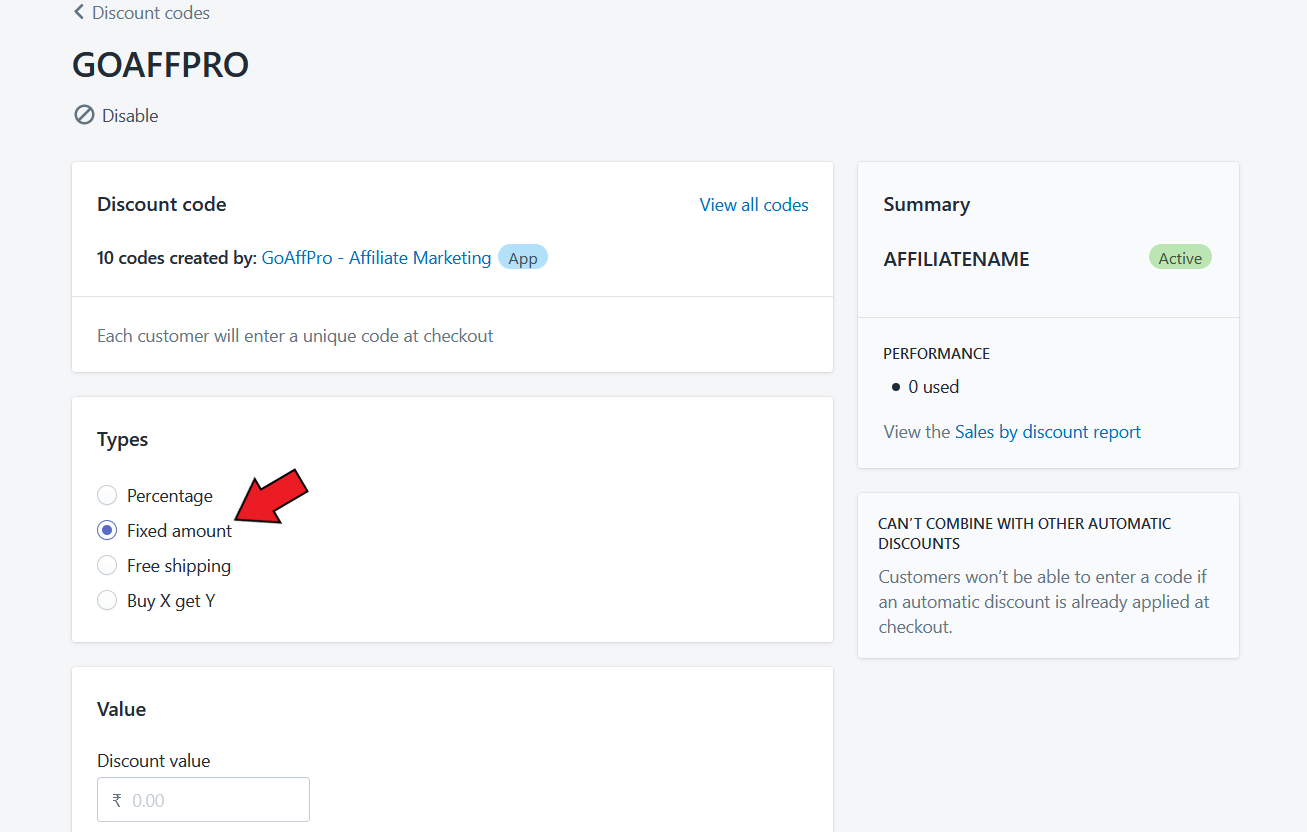 Discount codes
GOAFFPRO
Disable
Discount code
View all codes
10 codes created by: GoAffPro - Affiliate Marketing App
Each customer will enter a unique code at checkout
Types
Percentage
Fixed amount
Free shipping
Buy X get Y
Value
Discount value
₹ 0.00
Summary
AFFILIATENAME Active
PERFORMANCE
• 0 used
View the Sales by discount report
CAN’T COMBINE WITH OTHER AUTOMATIC
DISCOUNTS
Customers won’t be able to enter a code if
an automatic discount is already applied at
checkout.